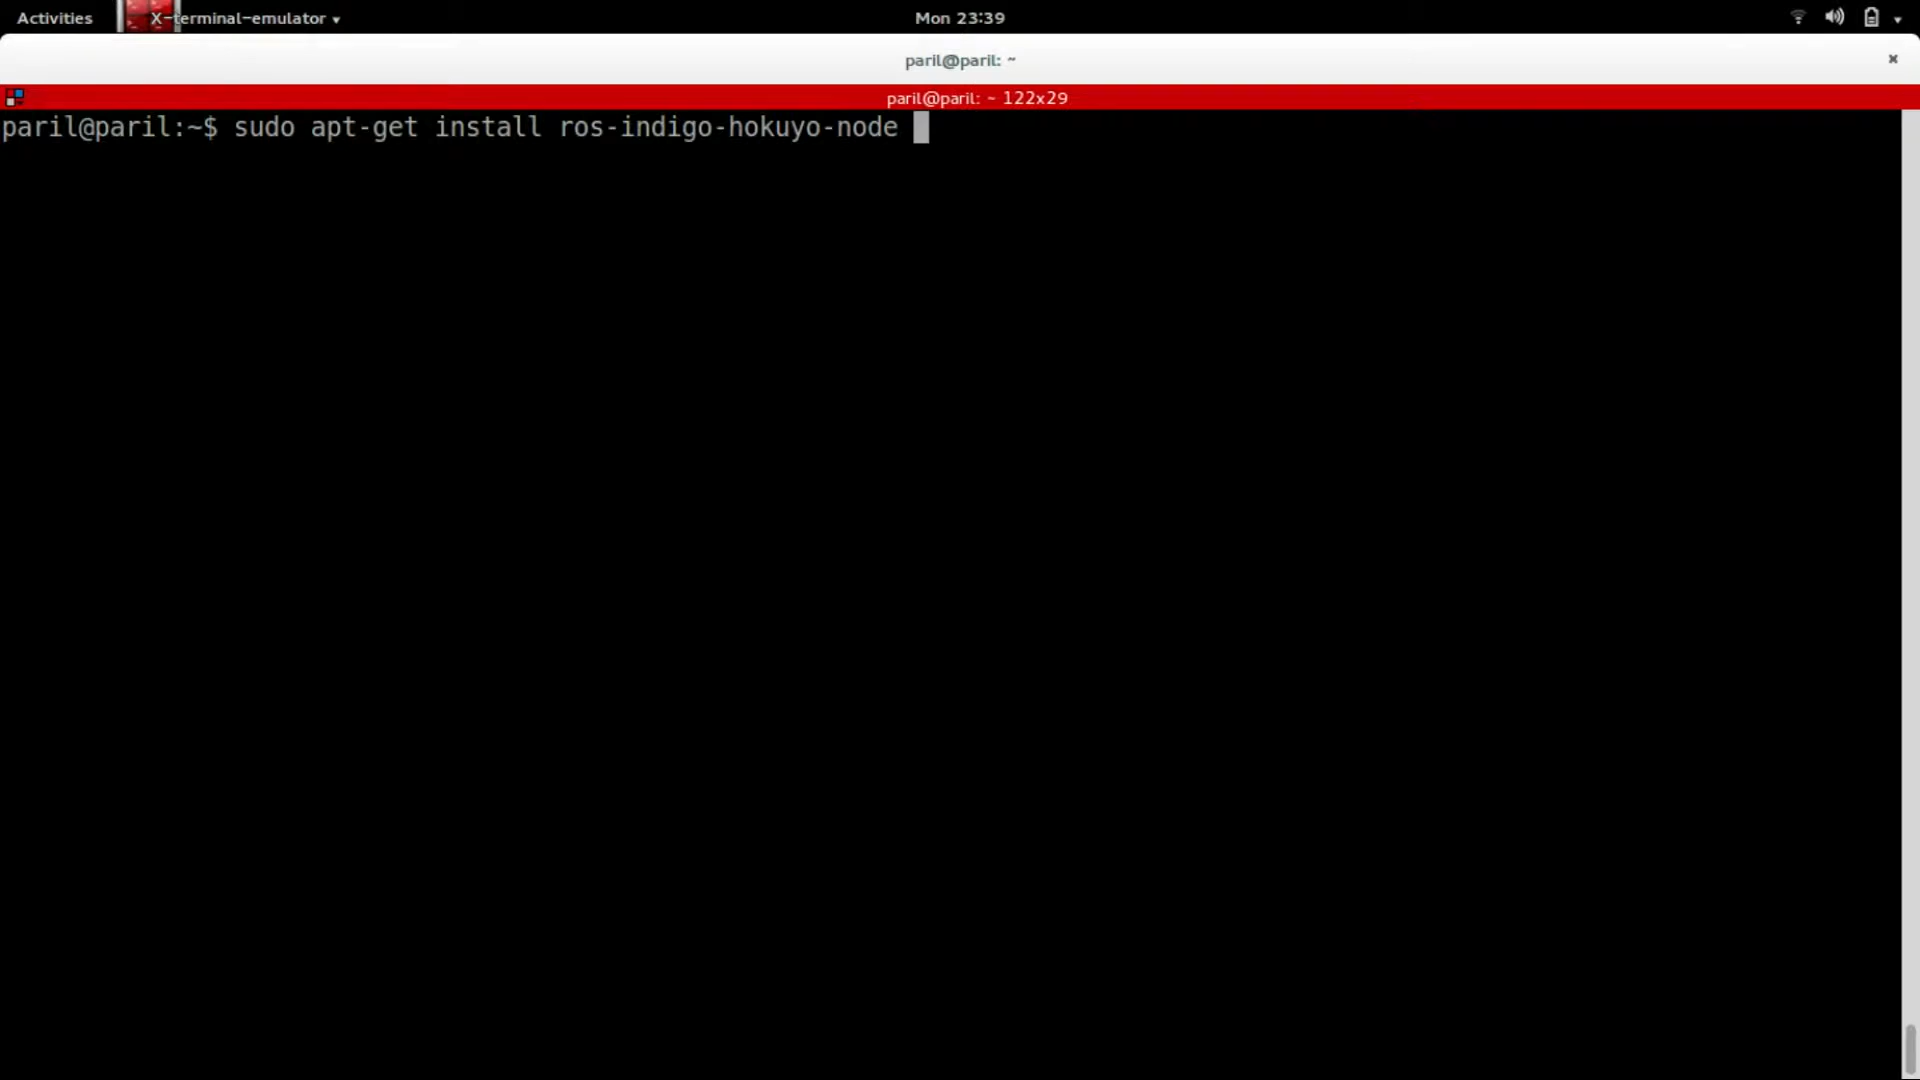 Activities X-terminal-emulator Mon 23:39
paril@paril: ~
paril@paril: ~ 122x29
paril@paril:~$ sudo apt-get install ros-indigo-hokuyo-node